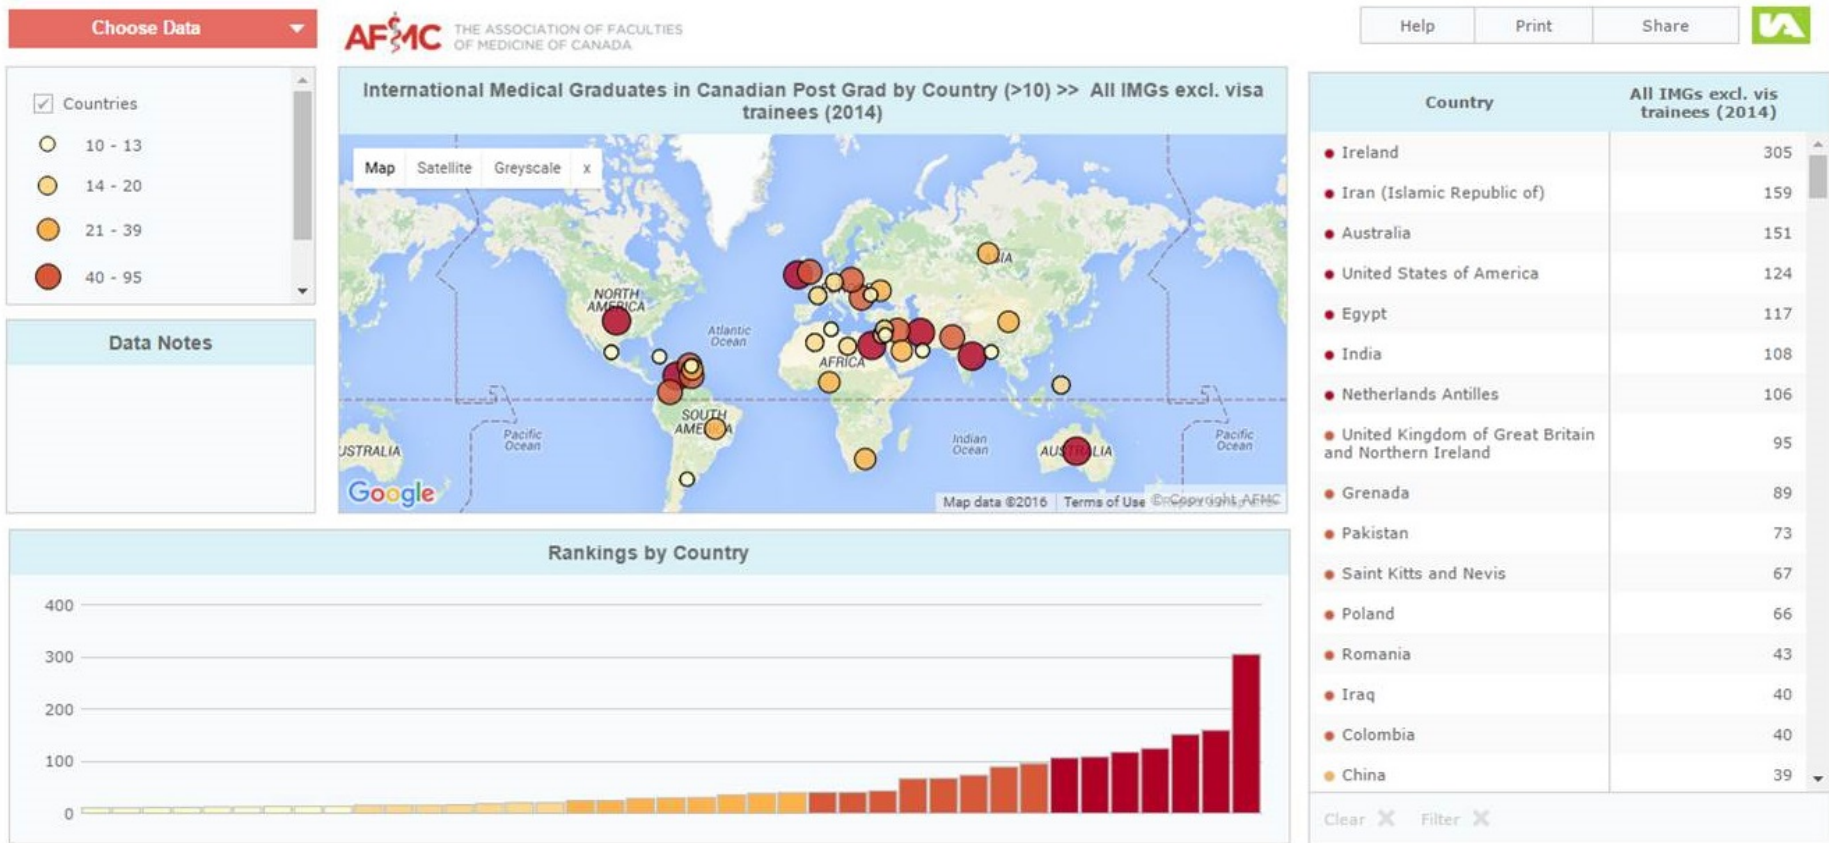 Choose Data
AFMC
THE ASSOCIATION OF FACULTIES
OF MEDICINE OF CANADA
Help
Print
Share
Countries
10 - 13
14 - 20
21 - 39
40 - 95
Data Notes
International Medical Graduates in Canadian Post Grad by Country (>10) >> All IMGs excl. visa
trainees (2014)
Map
Satellite
Greyscale
x
NORTH
AMERICA
Atlantic
Ocean
AFRICA
SOUTH
AMERICA
Pacific
Ocean
Indian
Ocean
Pacific
Ocean
USTRALIA
AUSTRALIA
Google
Map data ©2016
Terms of Use
© Copyright AFMC
Rankings by Country
400
300
200
100
0
Country
All IMGs excl. vis
trainees (2014)
Ireland 305
Iran (Islamic Republic of) 159
Australia 151
United States of America 124
Egypt 117
India 108
Netherlands Antilles 106
United Kingdom of Great Britain
and Northern Ireland 95
Grenada 89
Pakistan 73
Saint Kitts and Nevis 67
Poland 66
Romania 43
Iraq 40
Colombia 40
China 39
Clear
Filter